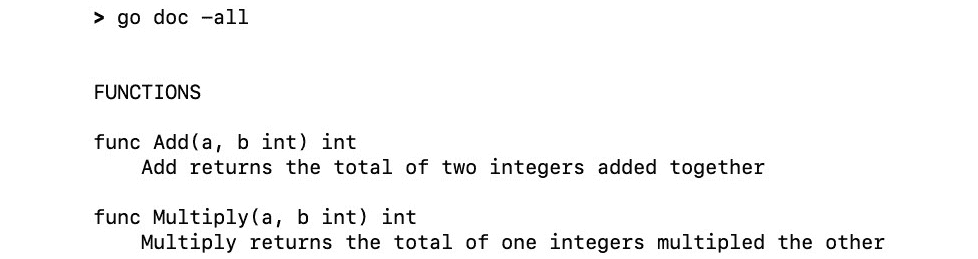 > go doc -all
FUNCTIONS
func Add(a, b int) int
Add returns the total of two integers added together
func Multiply(a, b int) int
Multiply returns the total of one integers multipled the other